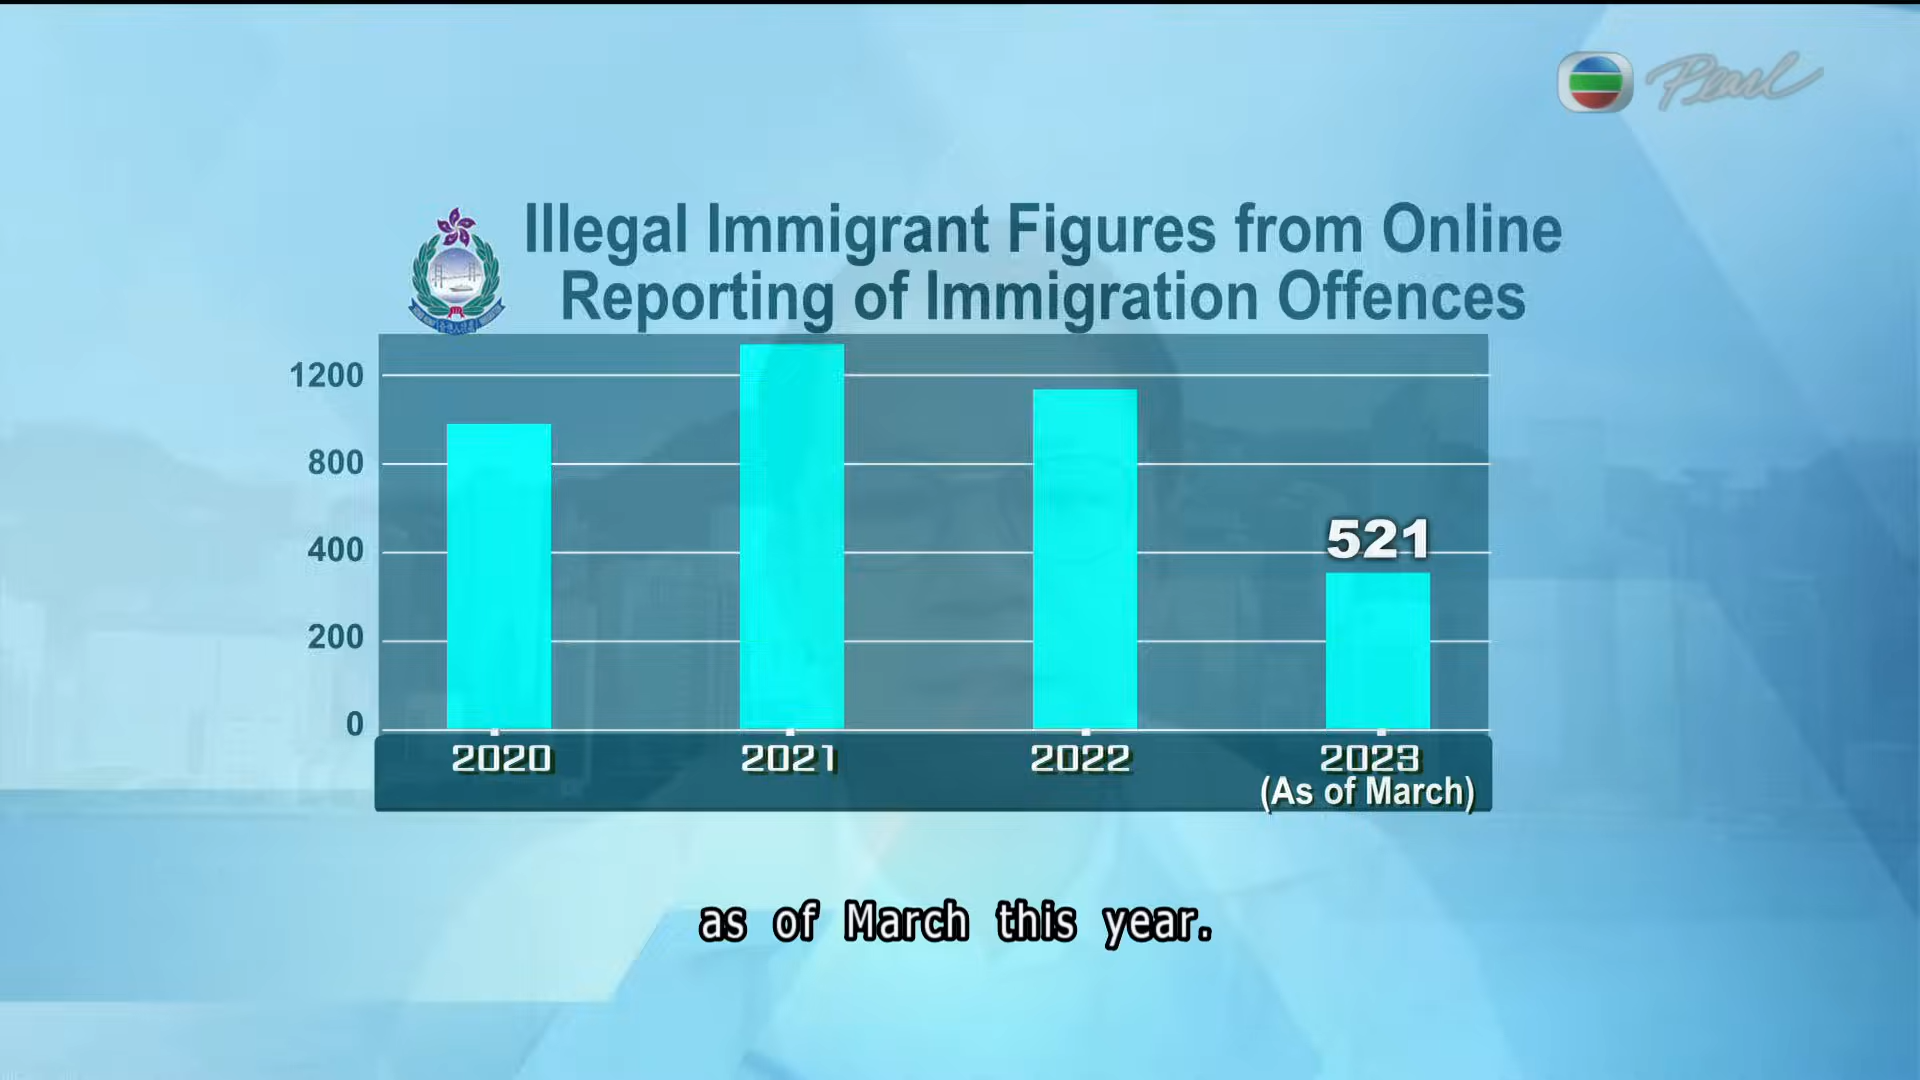 Pearl
Illegal Immigrant Figures from Online
Reporting of Immigration Offences
1200
800
400
200
0
521
2020 2021 2022 2023
(As of March)
as of March this year.